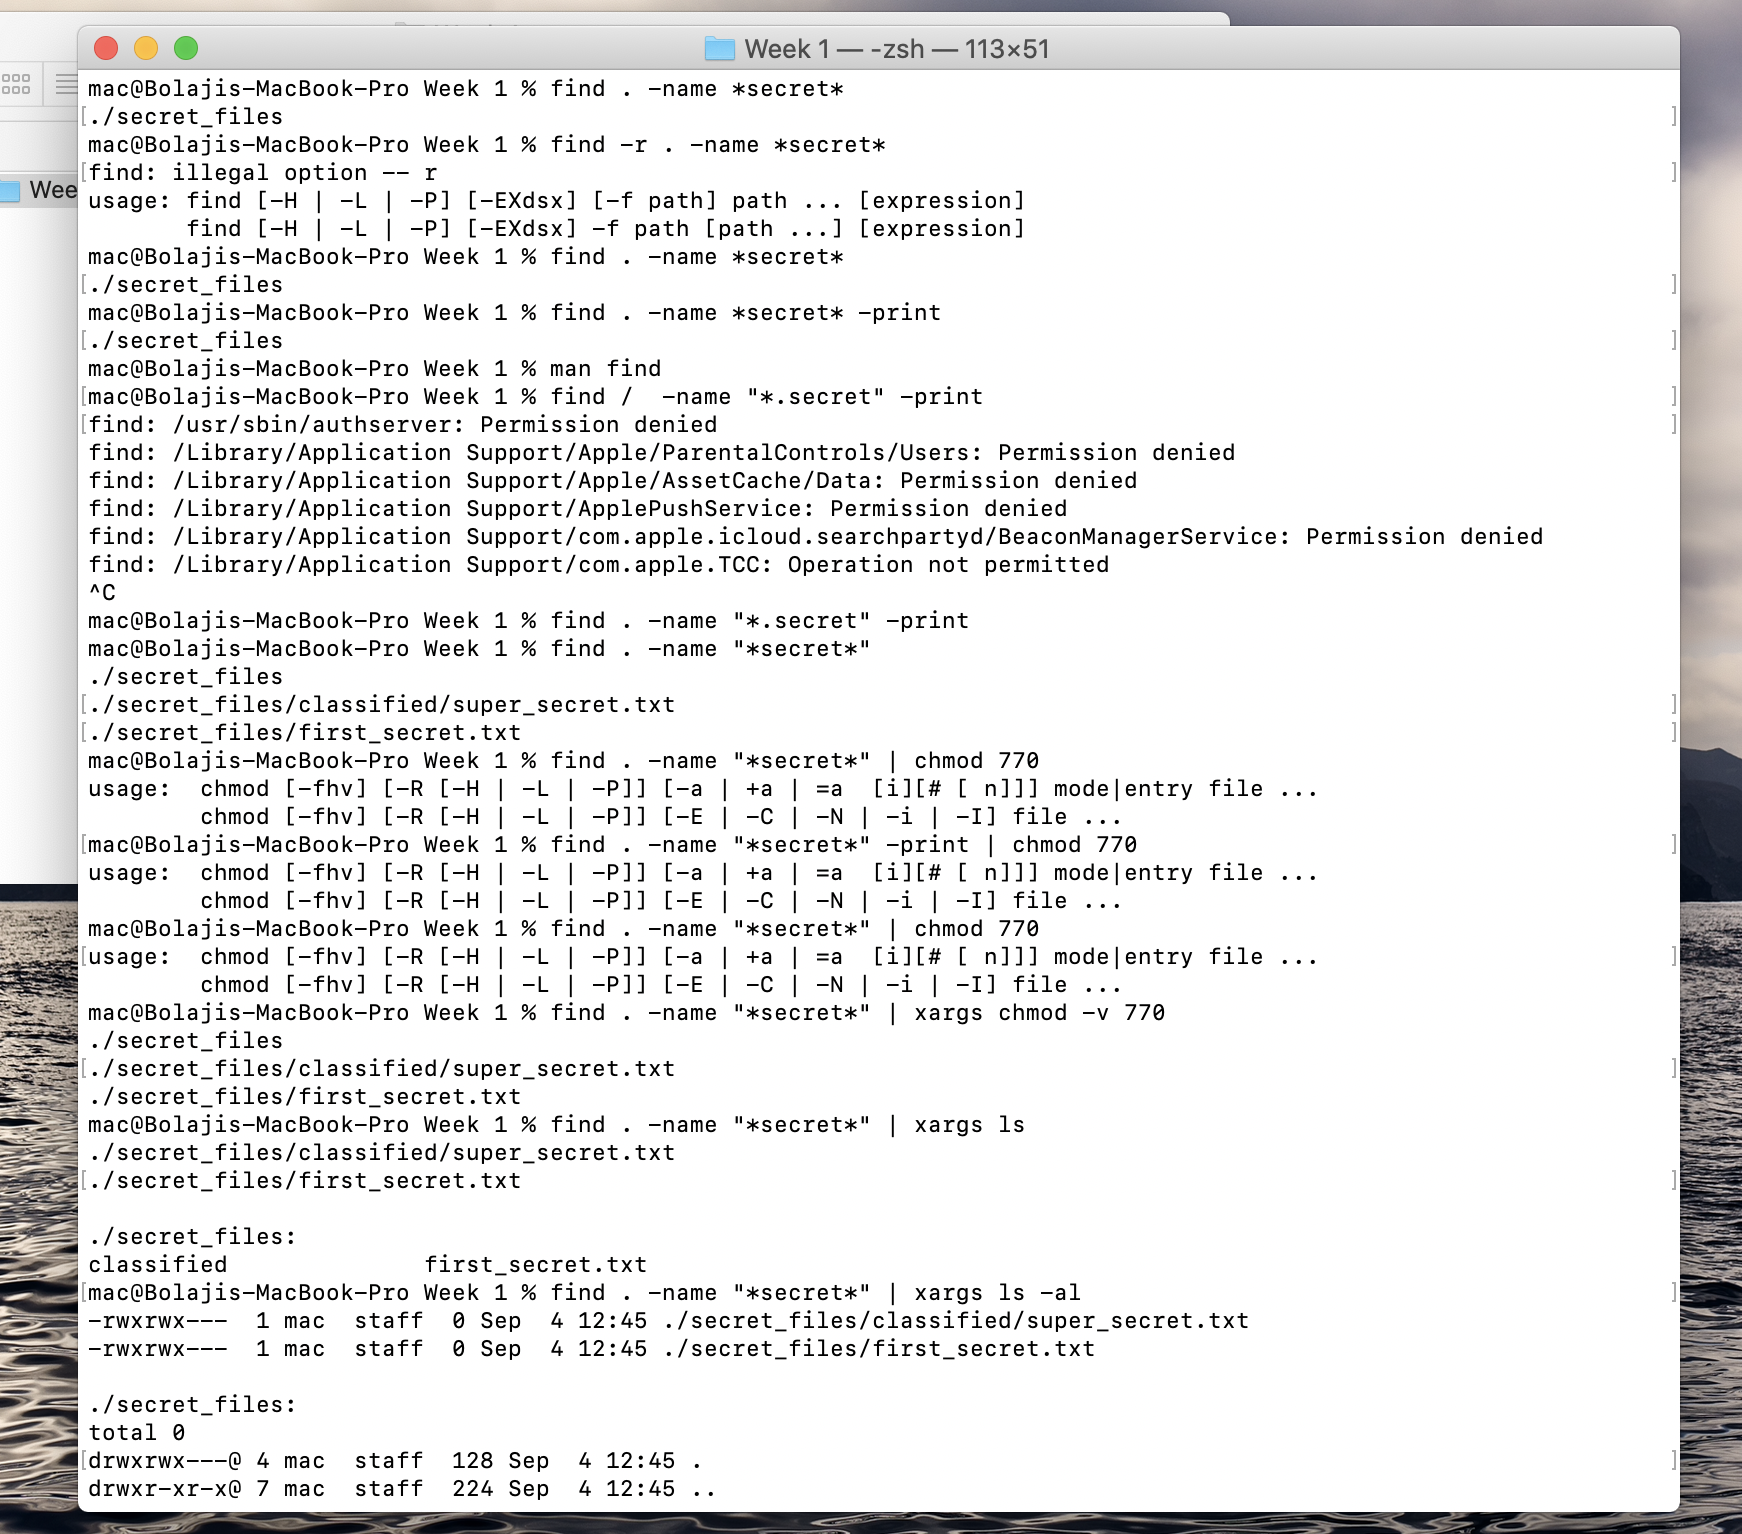 Week 1 — -zsh — 113×51
Wee
mac@Bolajis-MacBook-Pro Week 1 % find . -name *secret*
[./secret_files ]
mac@Bolajis-MacBook-Pro Week 1 % find -r . -name *secret*
[find: illegal option -- r ]
usage: find [-H | -L | -P] [-EXdsx] [-f path] path ... [expression]
       find [-H | -L | -P] [-EXdsx] -f path [path ...] [expression]
mac@Bolajis-MacBook-Pro Week 1 % find . -name *secret*
[./secret_files ]
mac@Bolajis-MacBook-Pro Week 1 % find . -name *secret* -print
[./secret_files ]
mac@Bolajis-MacBook-Pro Week 1 % man find
[mac@Bolajis-MacBook-Pro Week 1 % find /  -name "*.secret" -print ]
[find: /usr/sbin/authserver: Permission denied ]
find: /Library/Application Support/Apple/ParentalControls/Users: Permission denied
find: /Library/Application Support/Apple/AssetCache/Data: Permission denied
find: /Library/Application Support/ApplePushService: Permission denied
find: /Library/Application Support/com.apple.icloud.searchpartyd/BeaconManagerService: Permission denied
find: /Library/Application Support/com.apple.TCC: Operation not permitted
^C
mac@Bolajis-MacBook-Pro Week 1 % find . -name "*.secret" -print
mac@Bolajis-MacBook-Pro Week 1 % find . -name "*secret*"
./secret_files
[./secret_files/classified/super_secret.txt ]
[./secret_files/first_secret.txt ]
mac@Bolajis-MacBook-Pro Week 1 % find . -name "*secret*" | chmod 770
usage:  chmod [-fhv] [-R [-H | -L | -P]] [-a | +a | =a  [i][# [ n]]] mode|entry file ...
        chmod [-fhv] [-R [-H | -L | -P]] [-E | -C | -N | -i | -I] file ...
[mac@Bolajis-MacBook-Pro Week 1 % find . -name "*secret*" -print | chmod 770 ]
usage:  chmod [-fhv] [-R [-H | -L | -P]] [-a | +a | =a  [i][# [ n]]] mode|entry file ...
        chmod [-fhv] [-R [-H | -L | -P]] [-E | -C | -N | -i | -I] file ...
mac@Bolajis-MacBook-Pro Week 1 % find . -name "*secret*" | chmod 770
[usage:  chmod [-fhv] [-R [-H | -L | -P]] [-a | +a | =a  [i][# [ n]]] mode|entry file ... ]
        chmod [-fhv] [-R [-H | -L | -P]] [-E | -C | -N | -i | -I] file ...
mac@Bolajis-MacBook-Pro Week 1 % find . -name "*secret*" | xargs chmod -v 770
./secret_files
[./secret_files/classified/super_secret.txt ]
./secret_files/first_secret.txt
mac@Bolajis-MacBook-Pro Week 1 % find . -name "*secret*" | xargs ls
./secret_files/classified/super_secret.txt
[./secret_files/first_secret.txt ]

./secret_files:
classified              first_secret.txt
[mac@Bolajis-MacBook-Pro Week 1 % find . -name "*secret*" | xargs ls -al ]
-rwxrwx---  1 mac  staff  0 Sep  4 12:45 ./secret_files/classified/super_secret.txt
-rwxrwx---  1 mac  staff  0 Sep  4 12:45 ./secret_files/first_secret.txt

./secret_files:
total 0
[drwxrwx---@ 4 mac  staff  128 Sep  4 12:45 . ]
drwxr-xr-x@ 7 mac  staff  224 Sep  4 12:45 ..